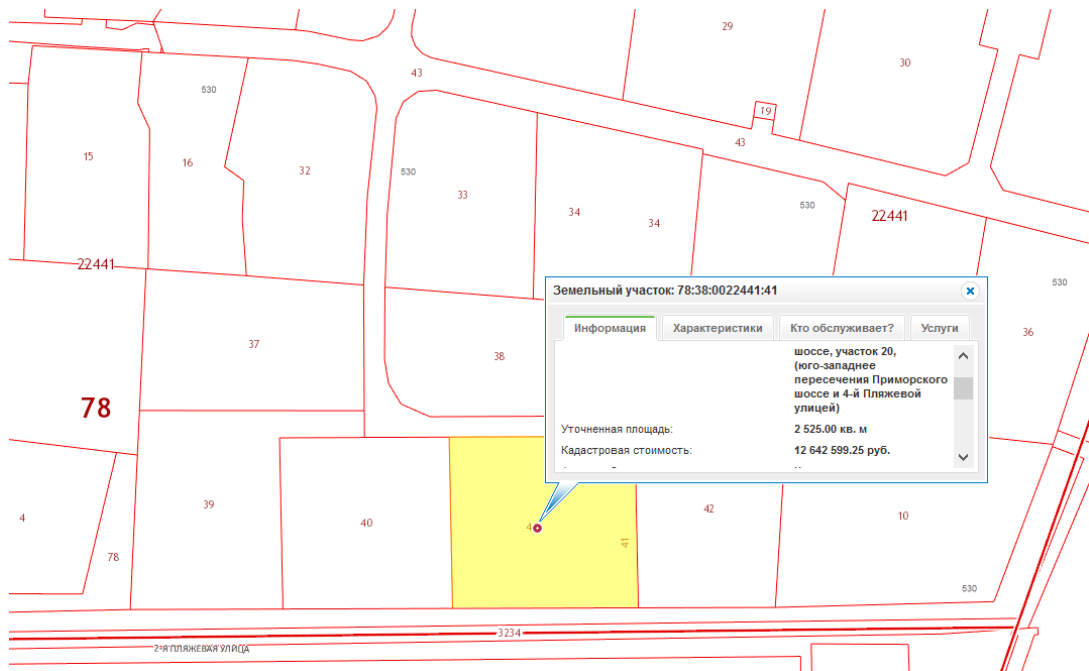 29
30
43
530
19
15
16
32
530
33
43
34
34
530
22441
22441
530
37
38
36
78
Земельный участок: 78:38:0022441:41
Информация
Характеристики
Кто обслуживает?
Услуги
шоссе, участок 20,
(юго-западнее
пересечения Приморского
шоссе и 4-й Пляжевой
улицей)
Уточненная площадь:
2 525.00 кв. м
Кадастровая стоимость:
12 642 599.25 руб.
4
78
39
40
4
41
42
10
530
3234
2-Я ПЛЯЖЕВАЯ УЛИЦА